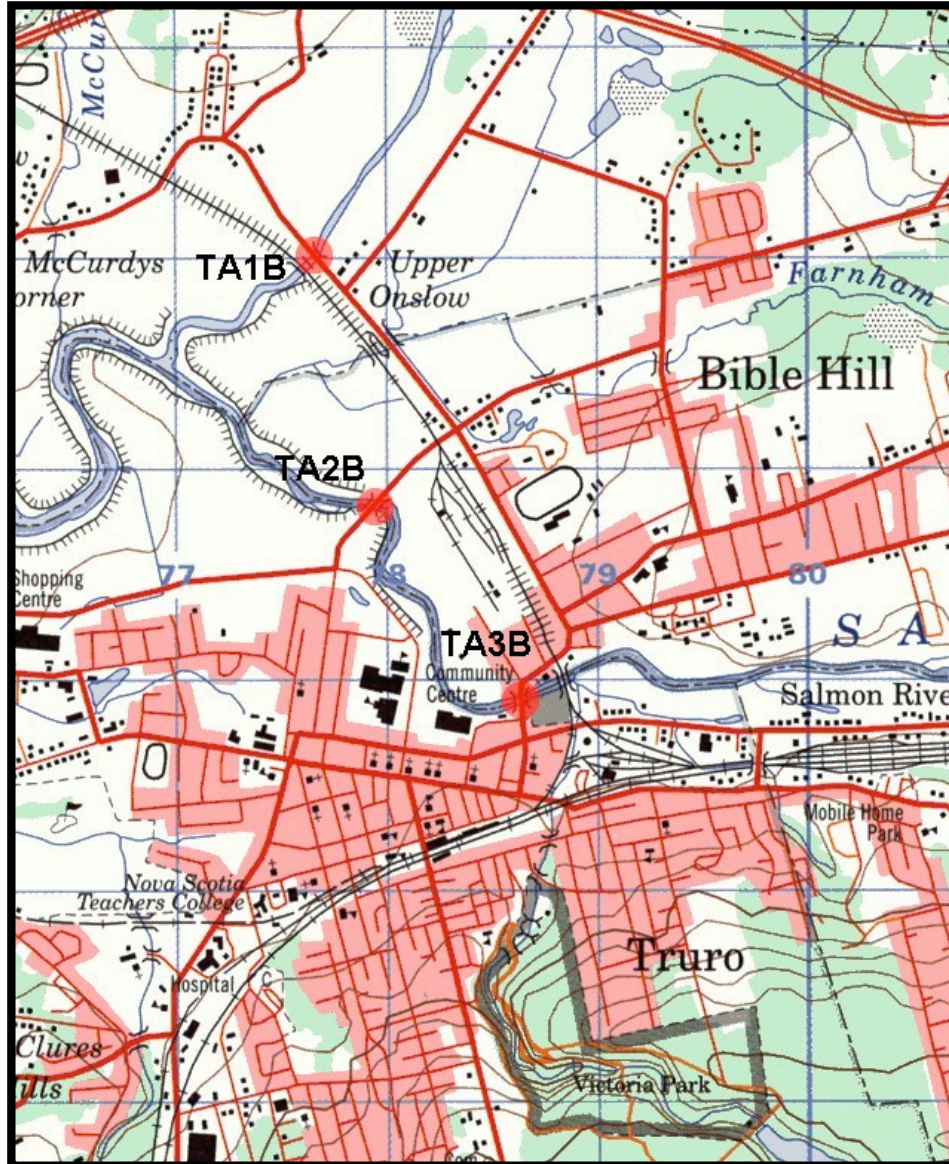 McCur
McCurdys
orner
TA1B
Upper
Onslow
Farnham
Bible Hill
TA2B
Shopping
Centre
77
78
79
80
TA3B
Community
Centre
S A
Salmon Rive
Mobile Home
Park
Nova Scotia
Teachers College
Truro
Hospital
C
Clures
ills
Victoria Park